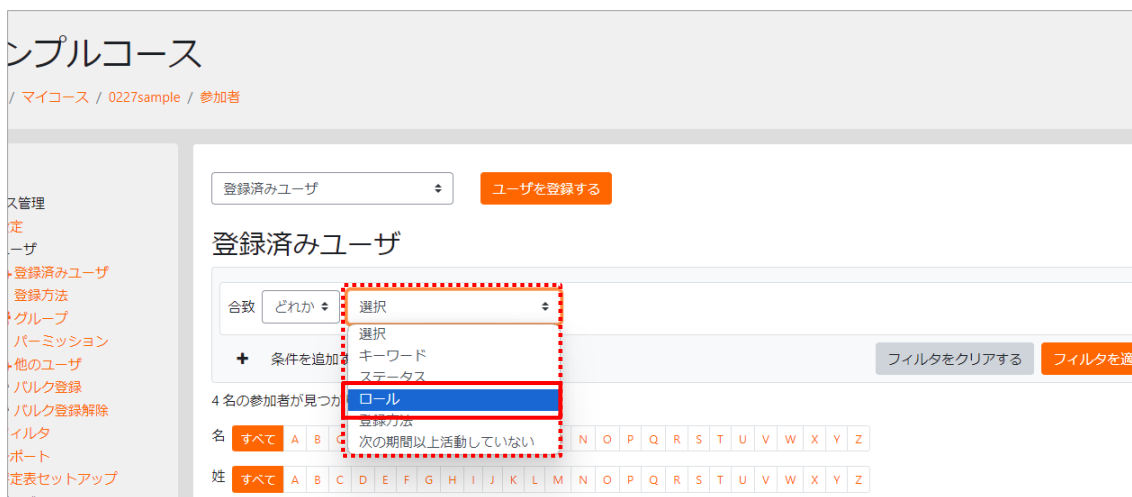 ンプルコース
/ マイコース / 0227sample / 参加者
ス管理
定
ーザ
登録済みユーザ
登録方法
グループ
パーミッション
他のユーザ
バルク登録
バルク登録解除
ィルタ
ポート
定表セットアップ
登録済みユーザ ユーザを登録する
登録済みユーザ
合致 どれか 選択
選択
キーワード
ステータス
ロール
登録方法
次の期間以上活動していない
条件を追加
フィルタをクリアする フィルタを適
4 名の参加者が見つか
名 すべて A B C N O P Q R S T U V W X Y Z
姓 すべて A B C D E F G H I J K L M N O P Q R S T U V W X Y Z